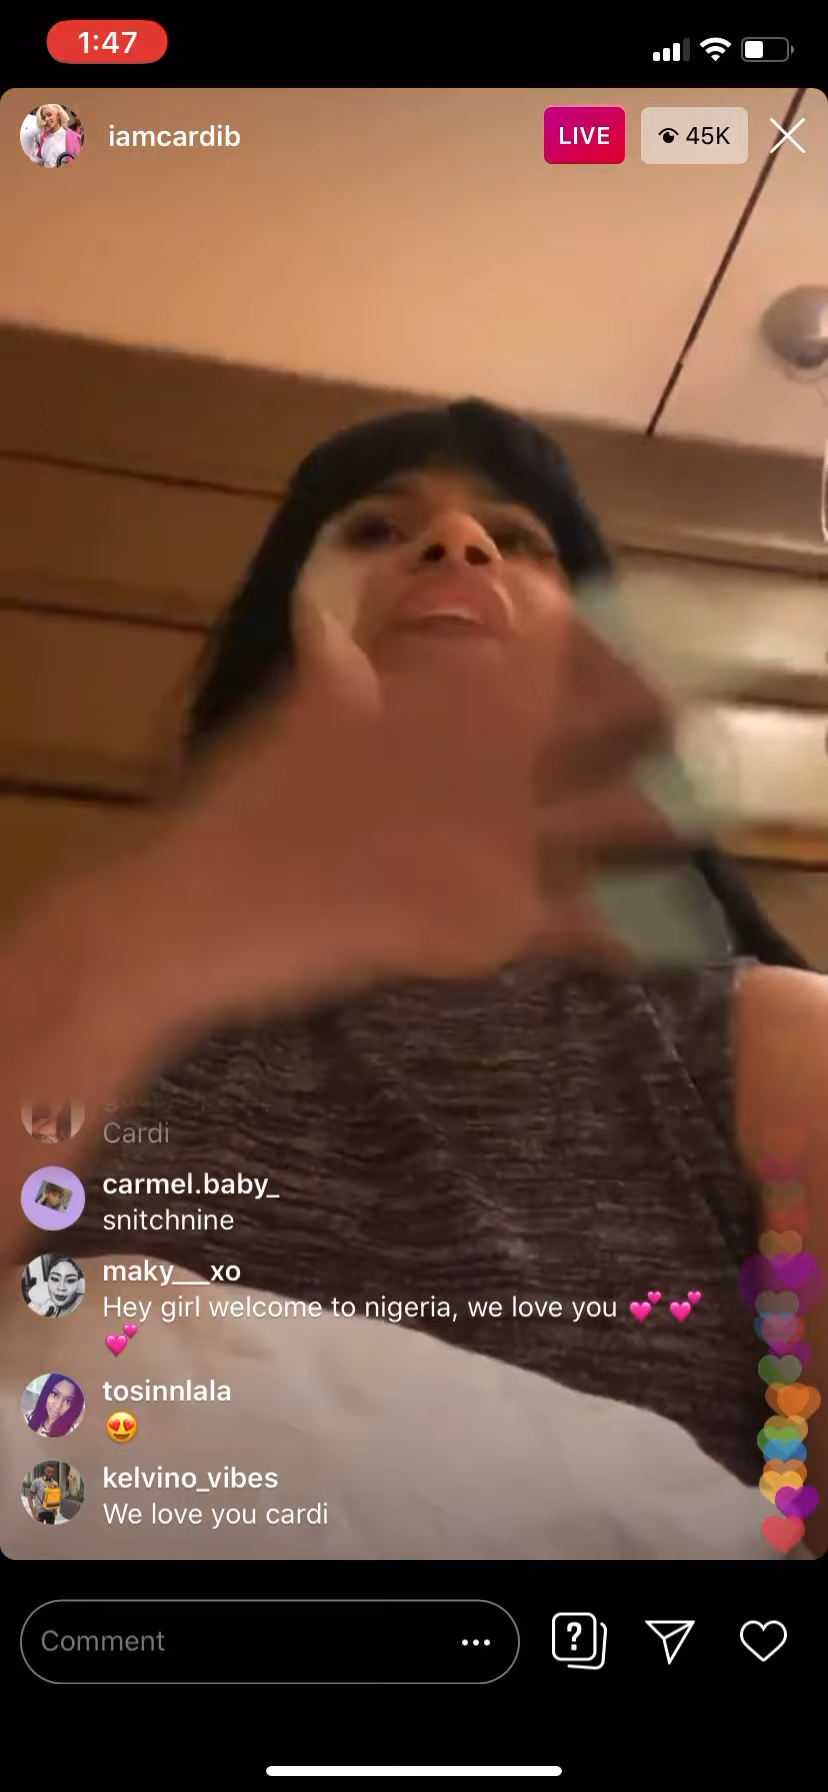 1:47
iamcardib
LIVE
45K
Cardi
carmel.baby_
snitchnine
maky___xo
Hey girl welcome to nigeria, we love you 💕 💕
💕
tosinnlala
😍
kelvino_vibes
We love you cardi
Comment